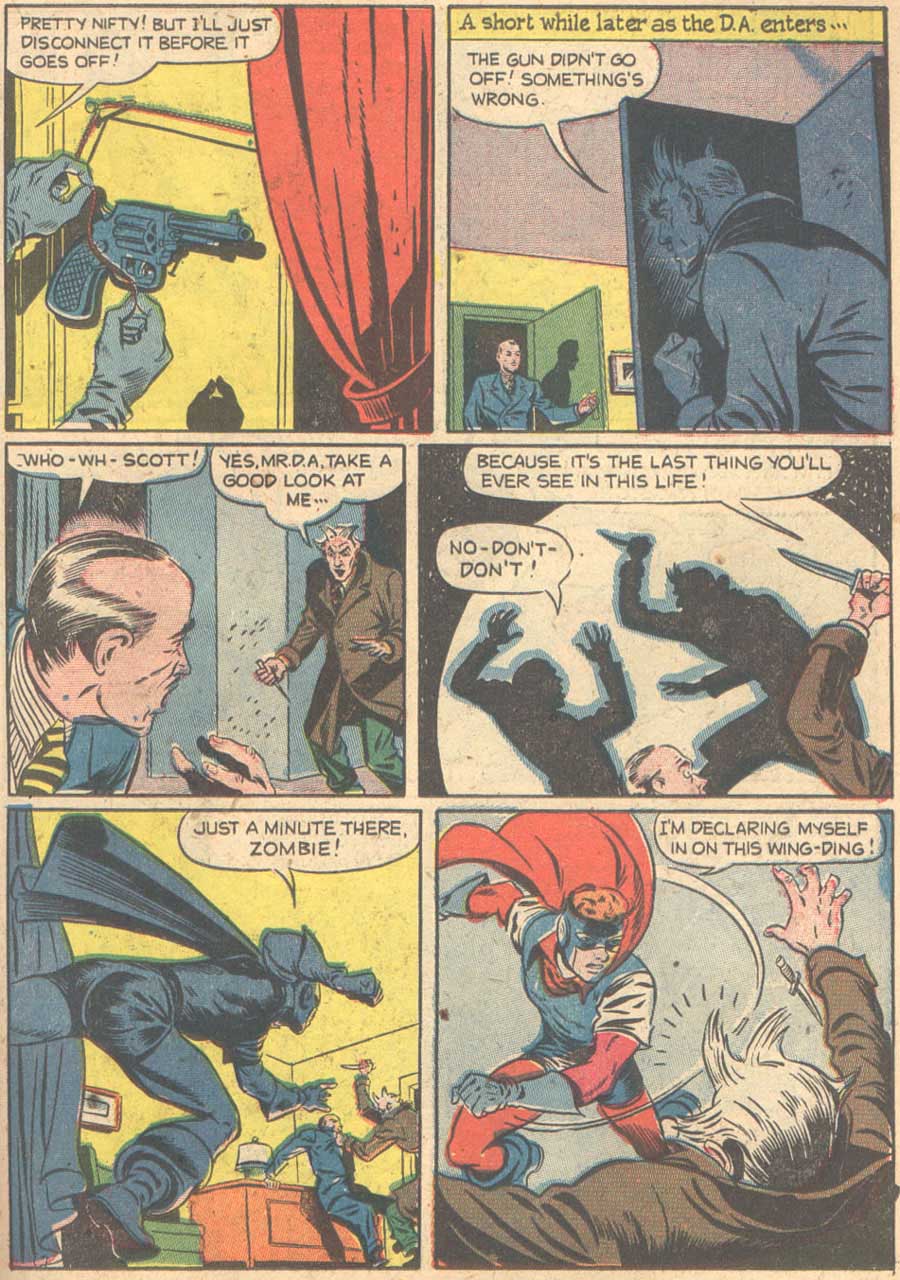 PRETTY NIFTY! BUT I'LL JUST
DISCONNECT IT BEFORE IT
GOES OFF!
A short while later as the D.A. enters...
THE GUN DIDN'T GO
OFF! SOMETHING'S
WRONG.
WHO-WH-SCOTT!
YES, MR. D.A, TAKE A
GOOD LOOK AT
ME...
BECAUSE IT'S THE LAST THING YOU'LL
EVER SEE IN THIS LIFE!
NO-DON'T-
DON'T!
JUST A MINUTE THERE,
ZOMBIE!
I'M DECLARING MYSELF
IN ON THIS WING-DING!